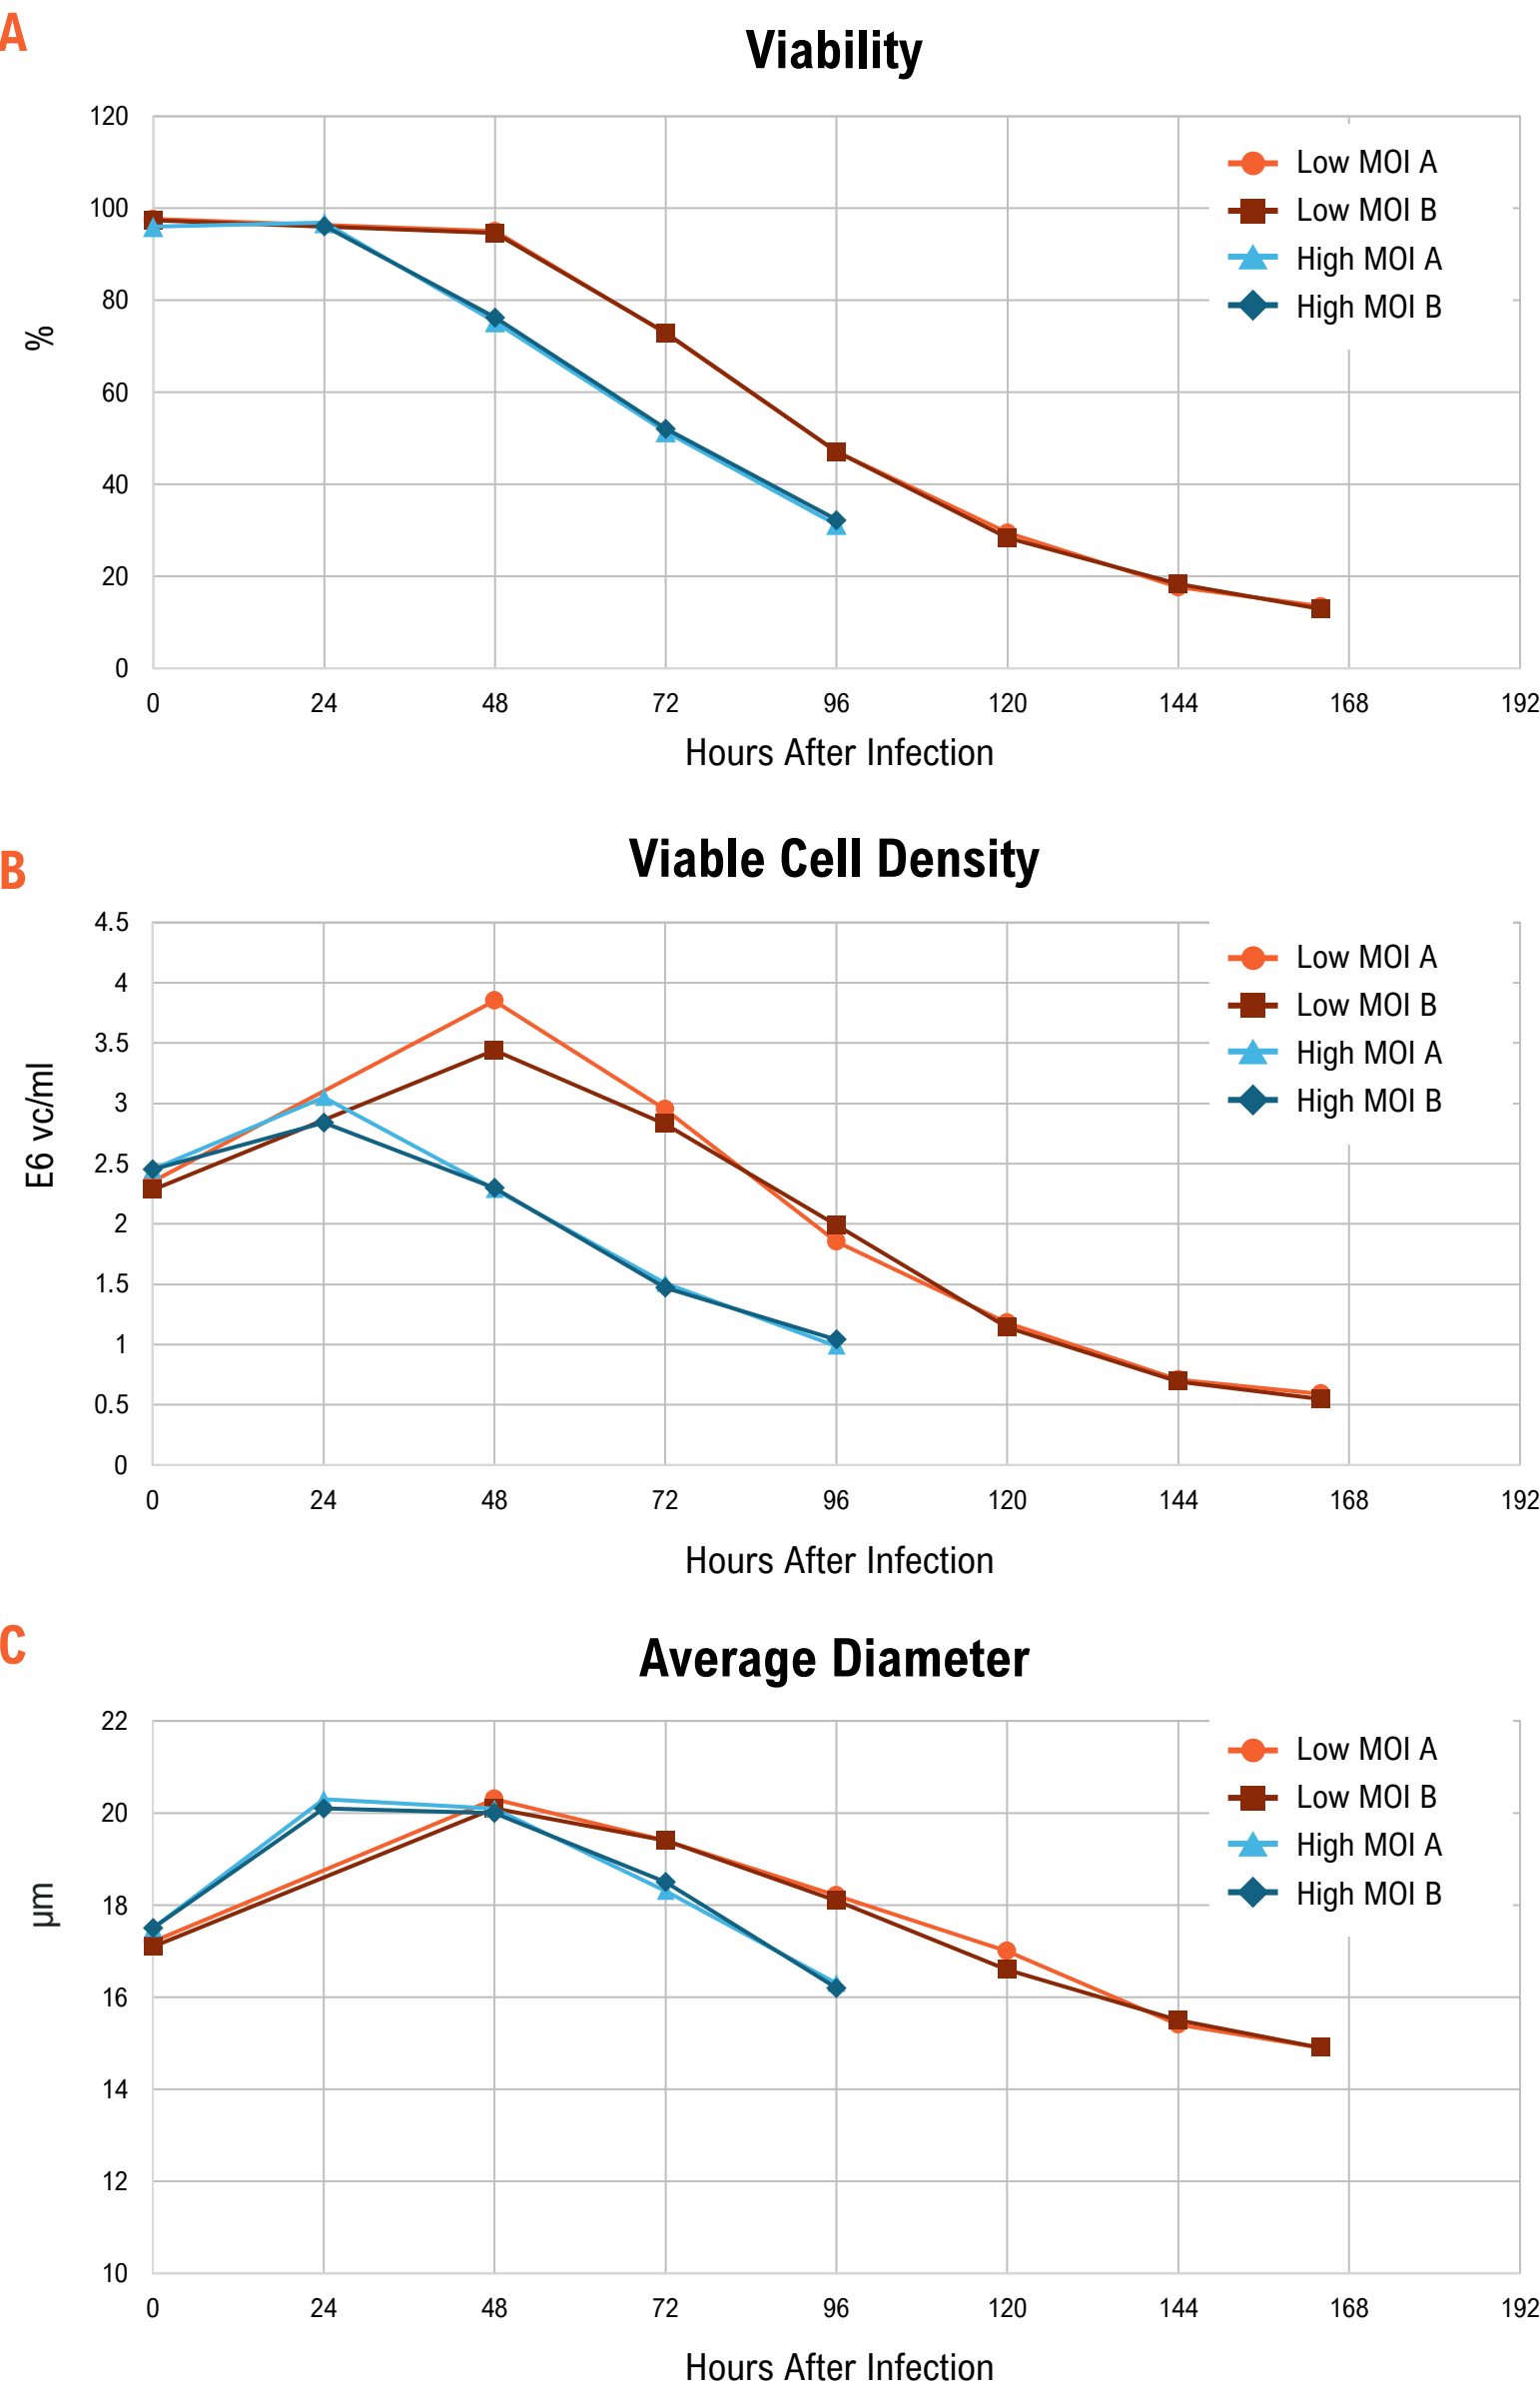 A
Viability
120
100
80
60
40
20
0
%
Low MOI A
Low MOI B
High MOI A
High MOI B
0 24 48 72 96 120 144 168 192
Hours After Infection
B
Viable Cell Density
4.5
4
3.5
3
2.5
2
1.5
1
0.5
0
E6 vc/ml
Low MOI A
Low MOI B
High MOI A
High MOI B
0 24 48 72 96 120 144 168 192
Hours After Infection
C
Average Diameter
22
20
18
16
14
12
10
µm
Low MOI A
Low MOI B
High MOI A
High MOI B
0 24 48 72 96 120 144 168 192
Hours After Infection